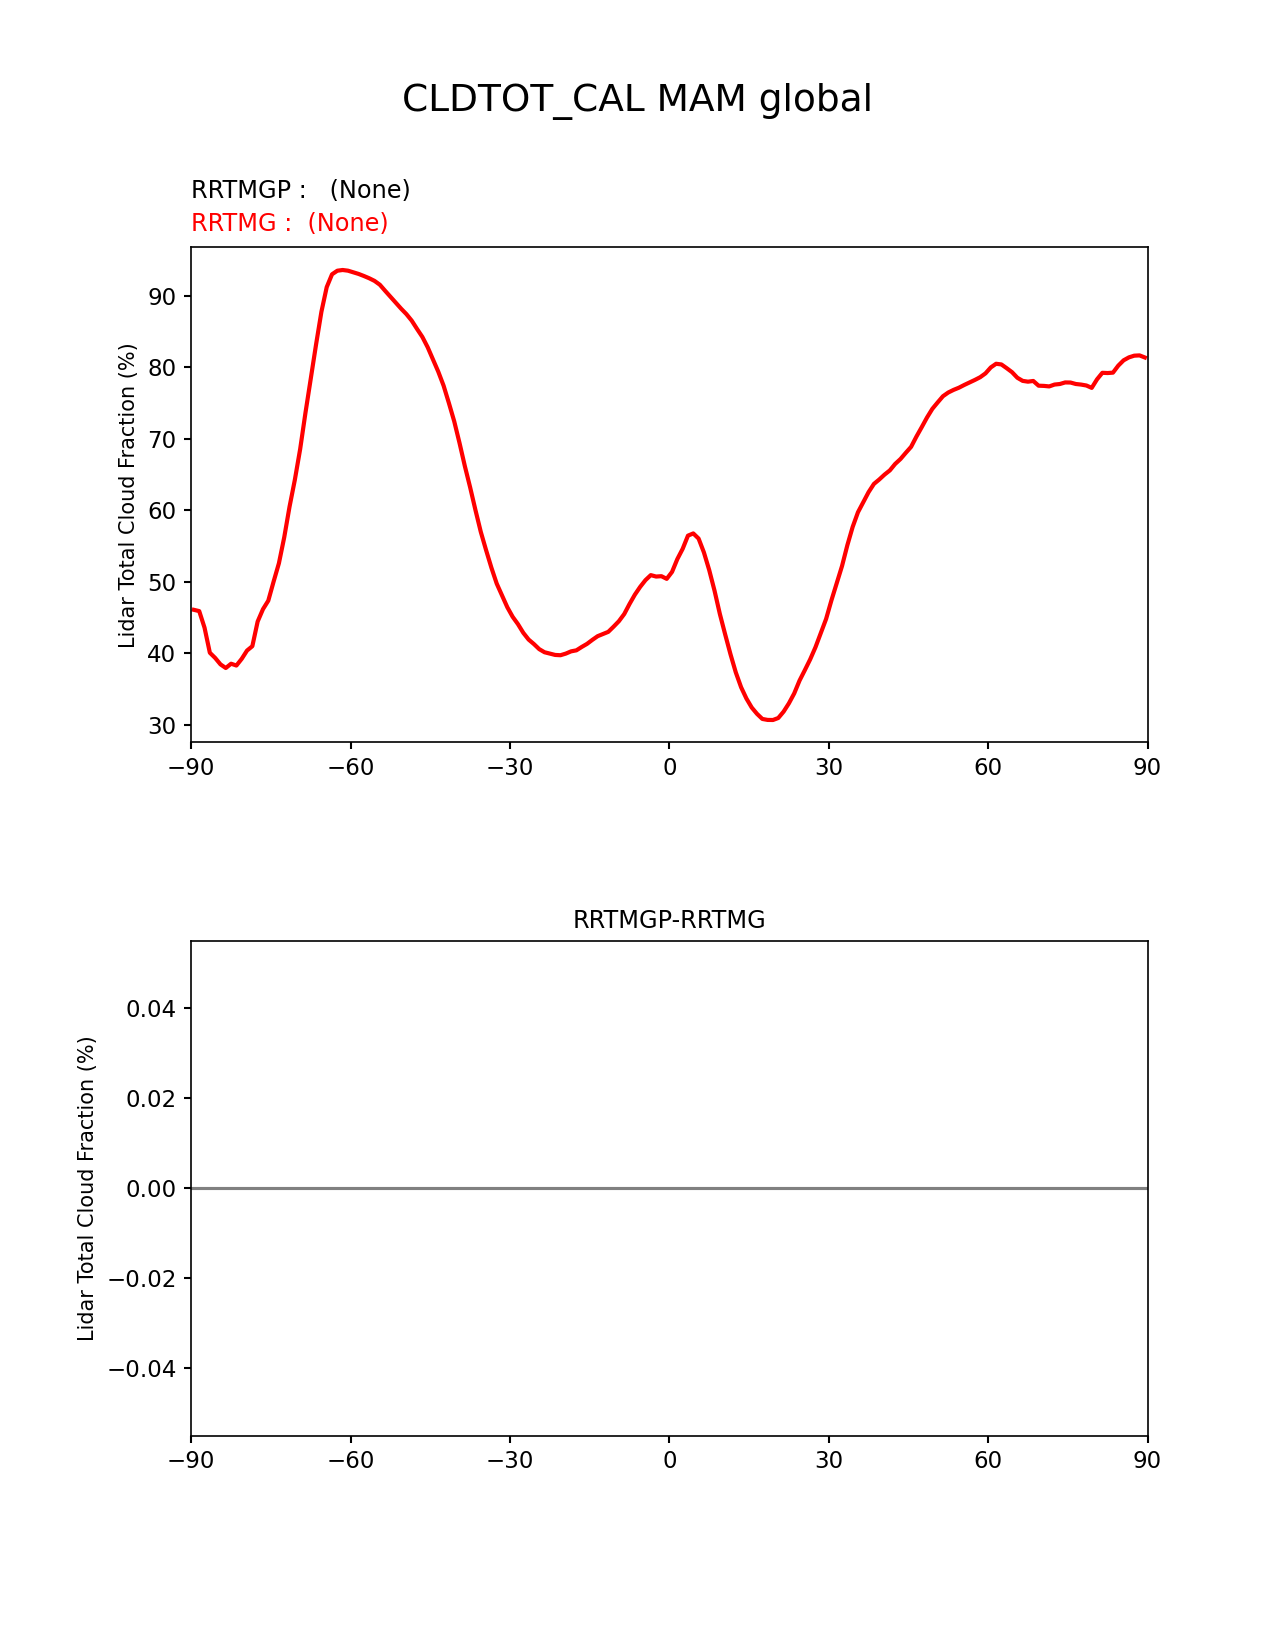 CLDTOT_CAL MAM global
RRTMGP :   (None)
RRTMG :  (None)
Lidar Total Cloud Fraction (%)
90
80
70
60
50
40
30
−90 −60 −30 0 30 60 90
RRTMGP-RRTMG
Lidar Total Cloud Fraction (%)
0.04
0.02
0.00
−0.02
−0.04
−90 −60 −30 0 30 60 90